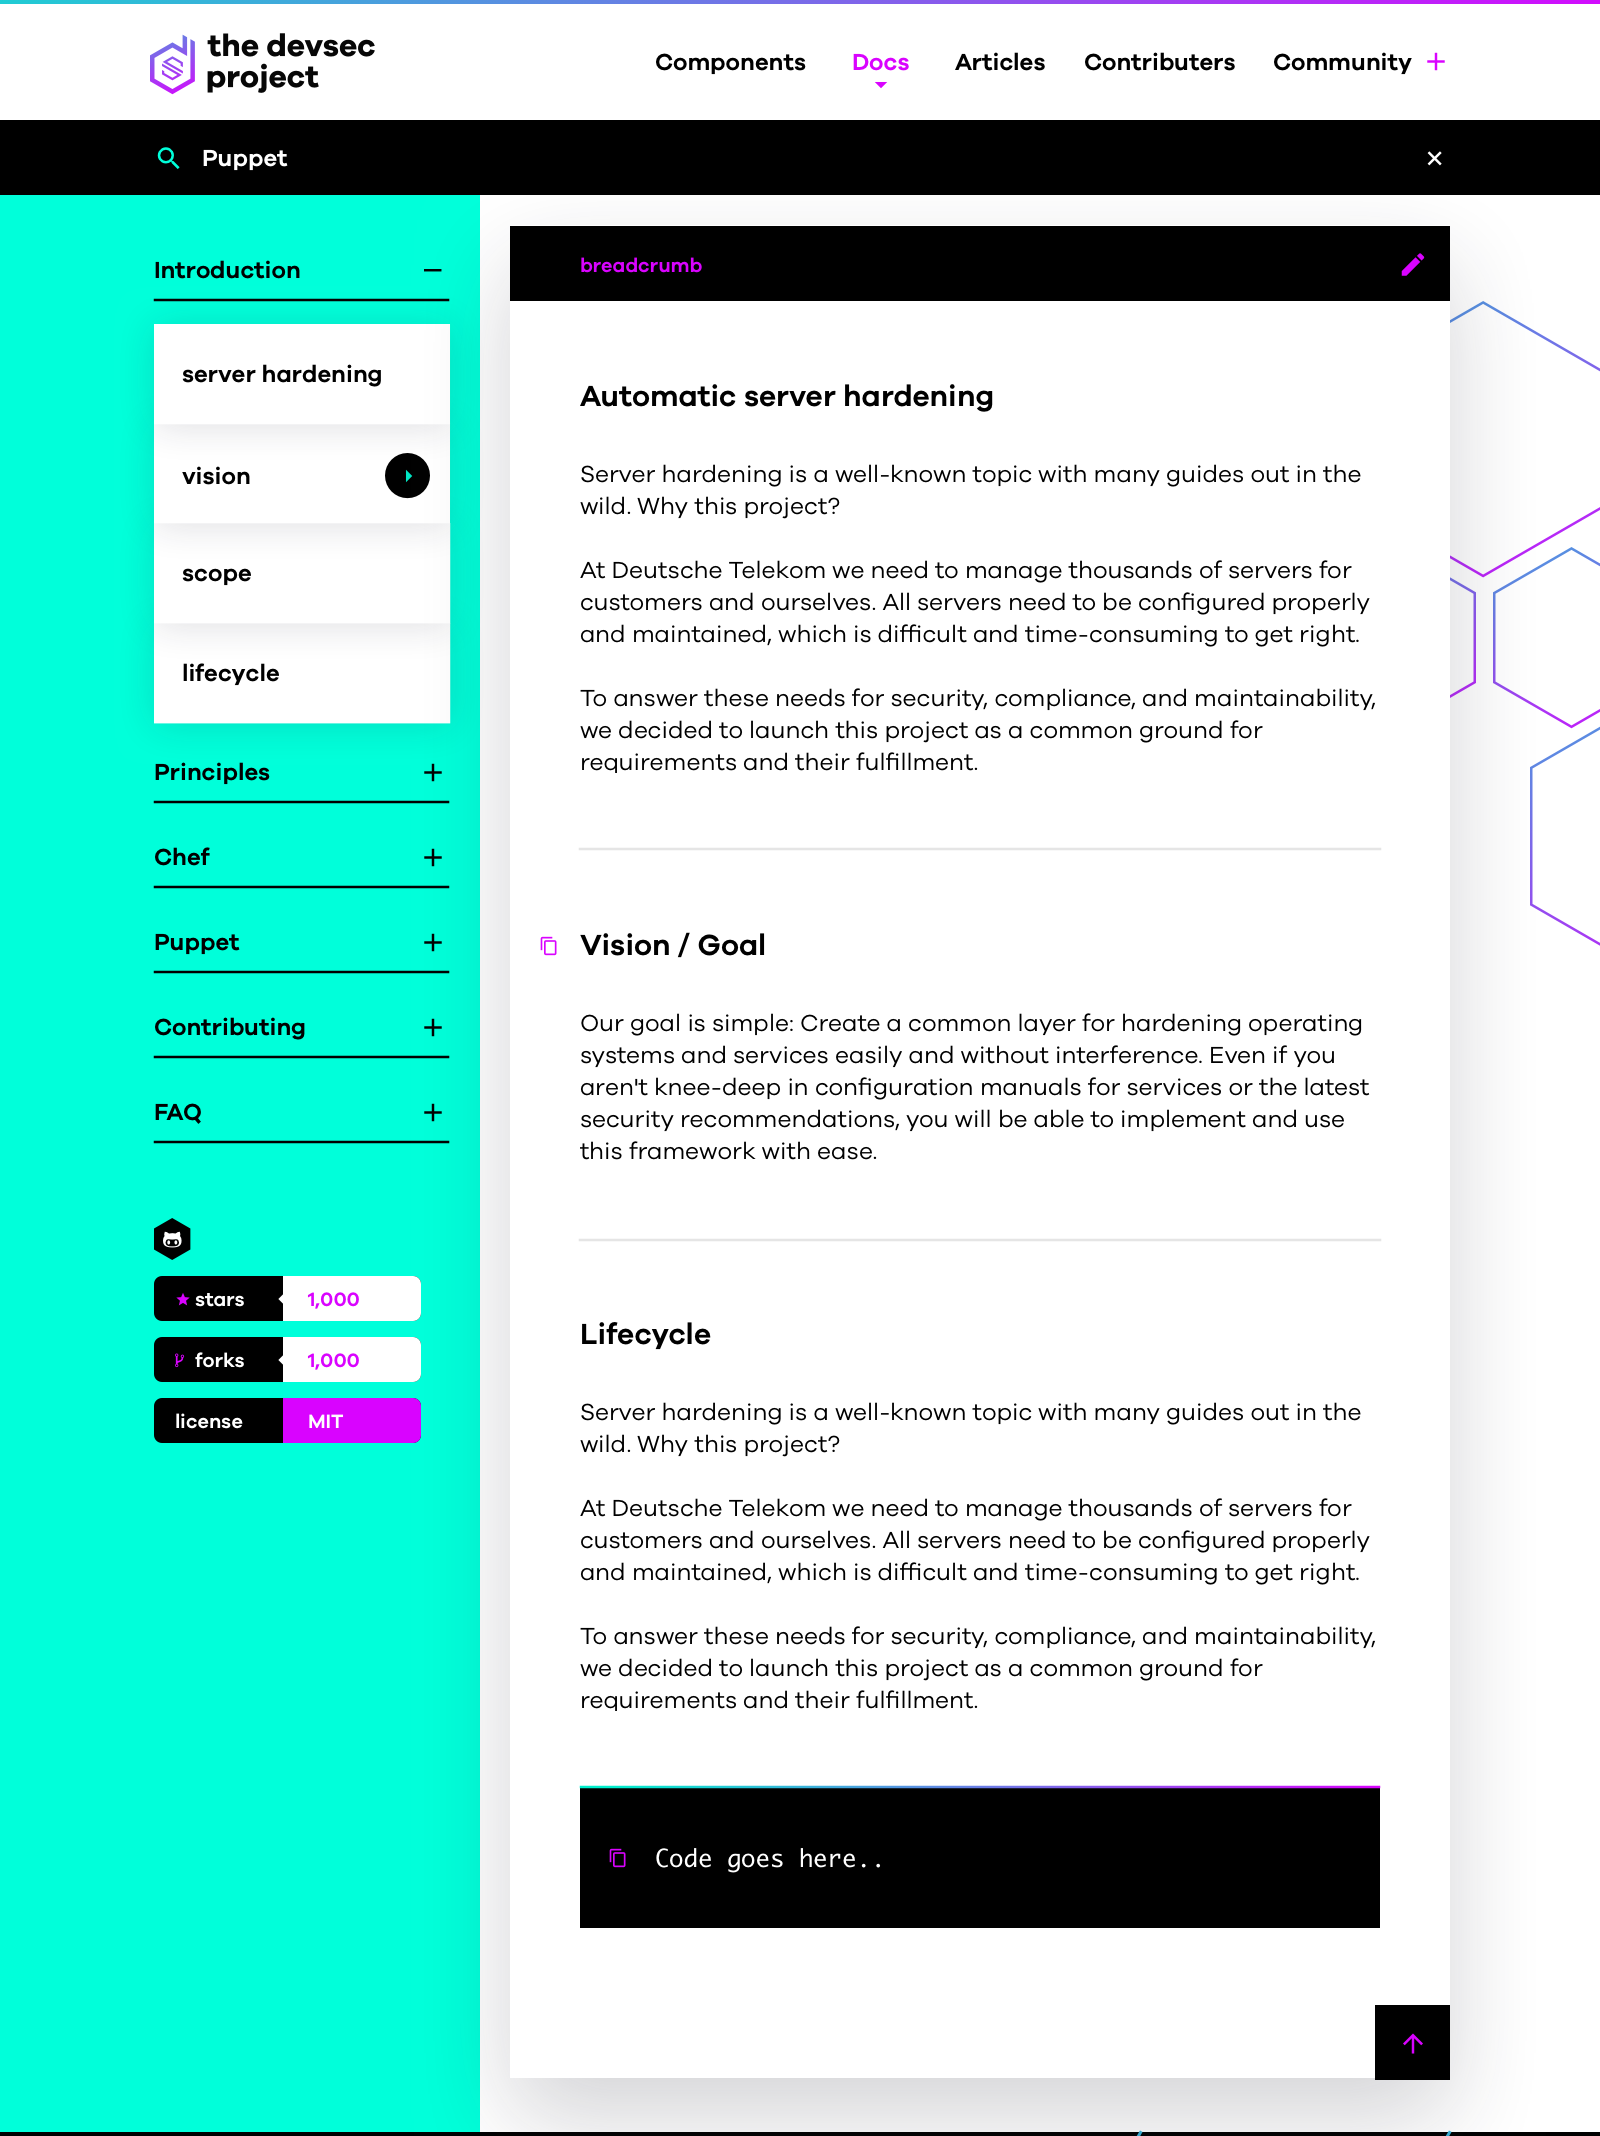 the devsec
project
Components Docs Articles Contributers Community +
Puppet
Introduction
server hardening
vision
scope
lifecycle
Principles
Chef
Puppet
Contributing
FAQ
stars 1,000
forks 1,000
license MIT
breadcrumb
Automatic server hardening
Server hardening is a well-known topic with many guides out in the
wild. Why this project?
At Deutsche Telekom we need to manage thousands of servers for
customers and ourselves. All servers need to be configured properly
and maintained, which is difficult and time-consuming to get right.
To answer these needs for security, compliance, and maintainability,
we decided to launch this project as a common ground for
requirements and their fulfillment.
Vision / Goal
Our goal is simple: Create a common layer for hardening operating
systems and services easily and without interference. Even if you
aren't knee-deep in configuration manuals for services or the latest
security recommendations, you will be able to implement and use
this framework with ease.
Lifecycle
Server hardening is a well-known topic with many guides out in the
wild. Why this project?
At Deutsche Telekom we need to manage thousands of servers for
customers and ourselves. All servers need to be configured properly
and maintained, which is difficult and time-consuming to get right.
To answer these needs for security, compliance, and maintainability,
we decided to launch this project as a common ground for
requirements and their fulfillment.
Code goes here..